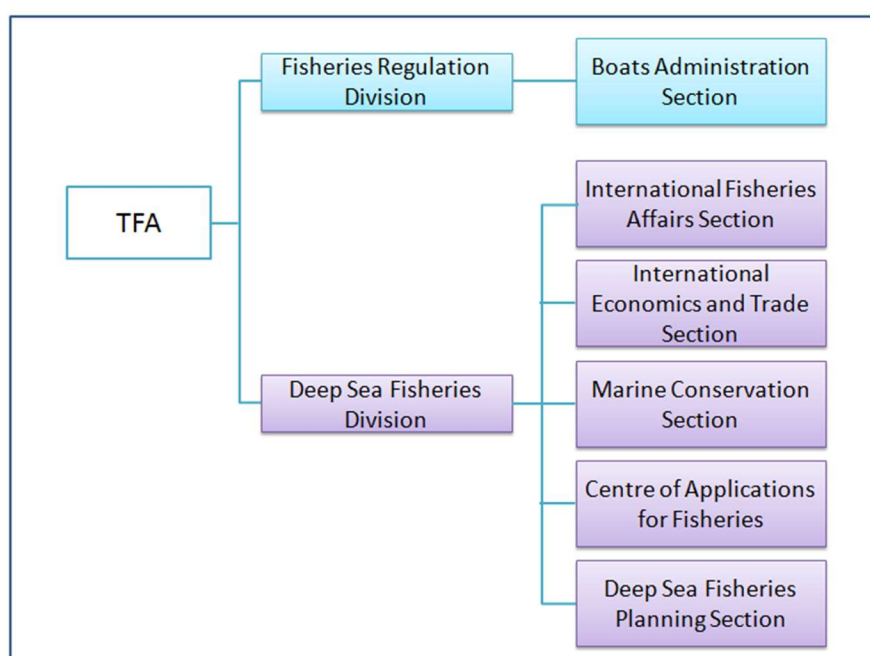 TFA
Fisheries Regulation
Division
Boats Administration
Section
Deep Sea Fisheries
Division
International Fisheries
Affairs Section
International
Economics and Trade
Section
Marine Conservation
Section
Centre of Applications
for Fisheries
Deep Sea Fisheries
Planning Section